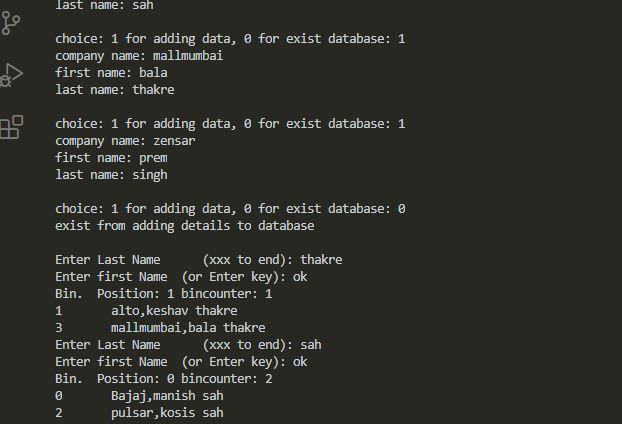 last name: sah
choice: 1 for adding data, 0 for exist database: 1
company name: mallmumbai
first name: bala
last name: thakre
choice: 1 for adding data, 0 for exist database: 1
company name: zensar
first name: prem
last name: singh
choice: 1 for adding data, 0 for exist database: 0
exist from adding details to database
Enter Last Name      (xxx to end): thakre
Enter first Name  (or Enter key): ok
Bin.  Position: 1 bincounter: 1
1       alto,keshav thakre
3       mallmumbai,bala thakre
Enter Last Name      (xxx to end): sah
Enter first Name  (or Enter key): ok
Bin.  Position: 0 bincounter: 2
0       Bajaj,manish sah
2       pulsar,kosis sah